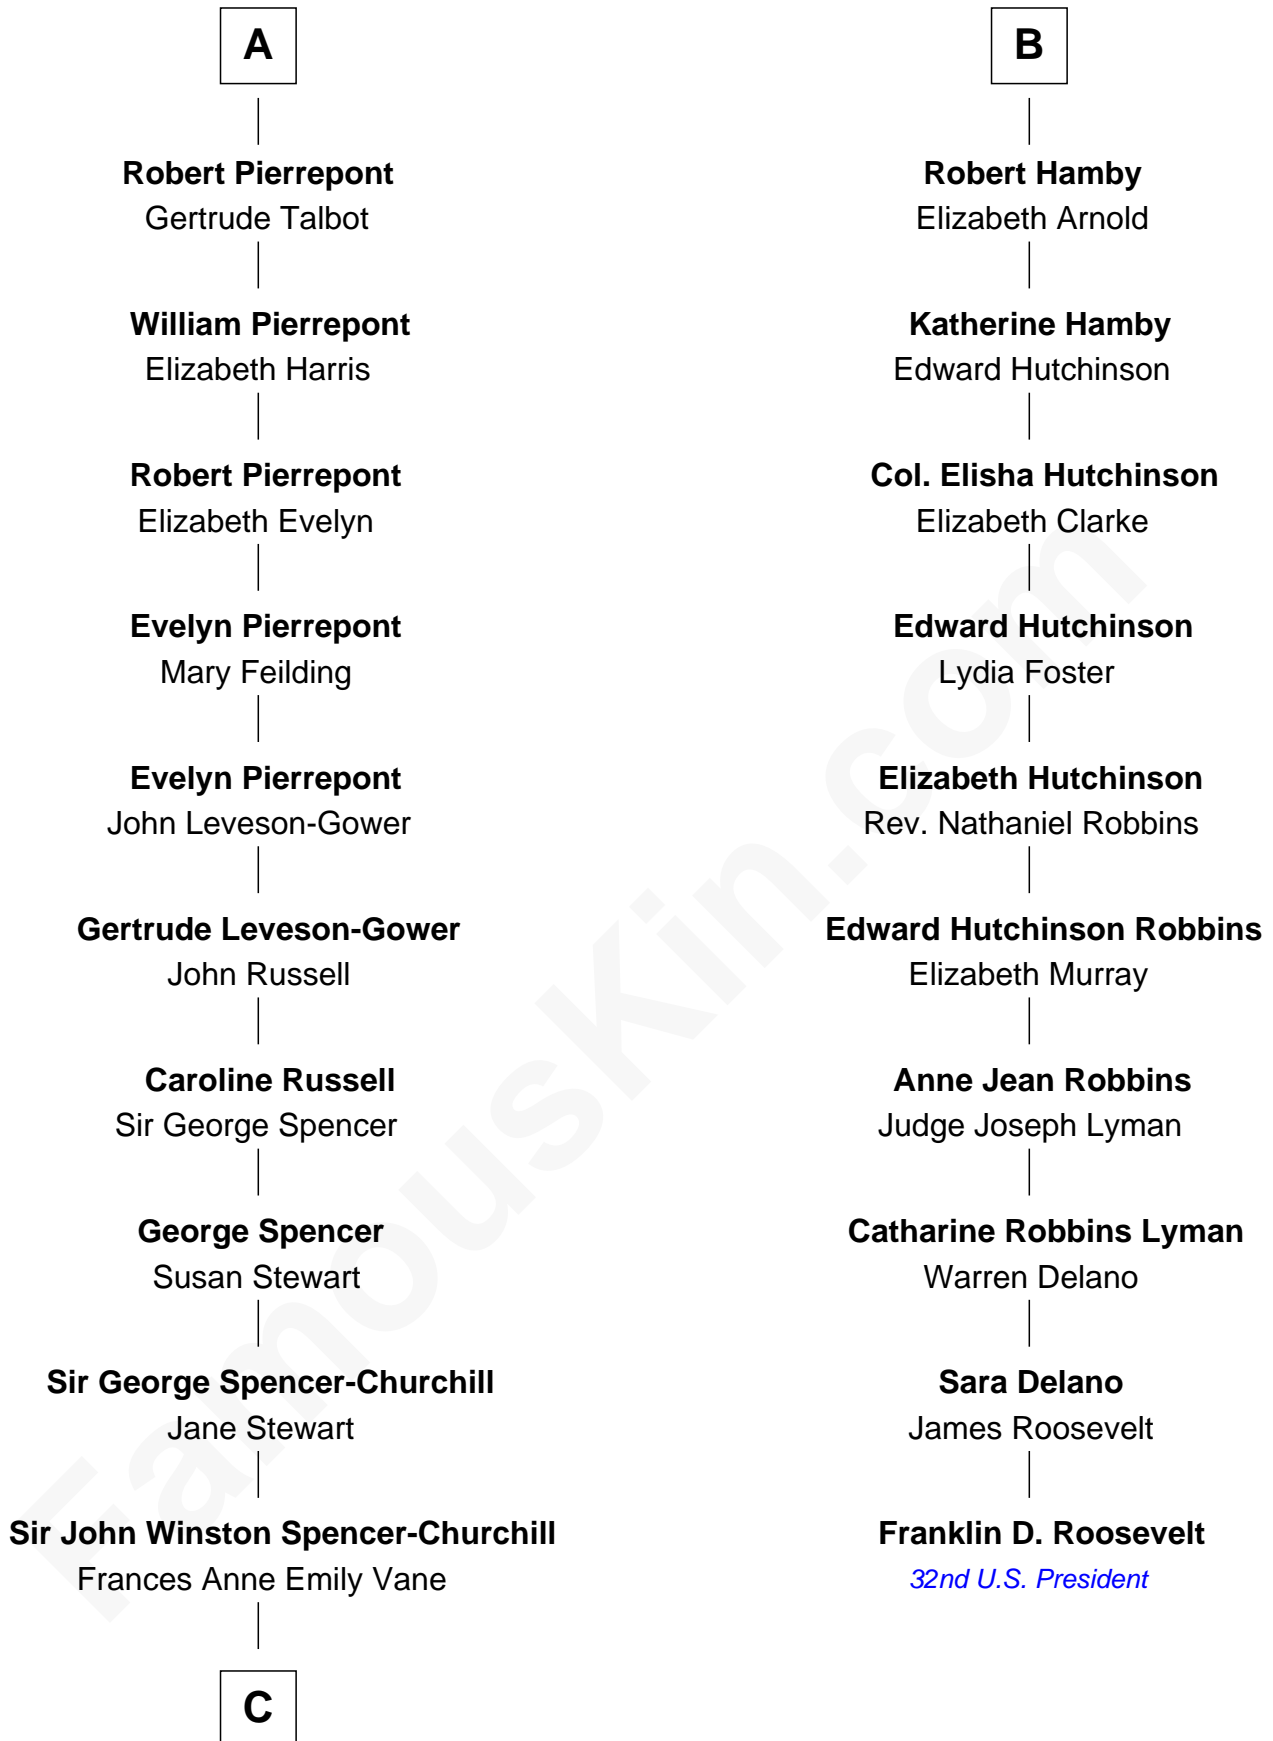 A
Robert Pierrepont
Gertrude Talbot
William Pierrepont
Elizabeth Harris
Robert Pierrepont
Elizabeth Evelyn
Evelyn Pierrepont
Mary Feilding
Evelyn Pierrepont
John Leveson-Gower
Gertrude Leveson-Gower
John Russell
Caroline Russell
Sir George Spencer
George Spencer
Susan Stewart
Sir George Spencer-Churchill
Jane Stewart
Sir John Winston Spencer-Churchill
Frances Anne Emily Vane
C
B
Robert Hamby
Elizabeth Arnold
Katherine Hamby
Edward Hutchinson
Col. Elisha Hutchinson
Elizabeth Clarke
Edward Hutchinson
Lydia Foster
Elizabeth Hutchinson
Rev. Nathaniel Robbins
Edward Hutchinson Robbins
Elizabeth Murray
Anne Jean Robbins
Judge Joseph Lyman
Catharine Robbins Lyman
Warren Delano
Sara Delano
James Roosevelt
Franklin D. Roosevelt
32nd U.S. President
FamousKin.com